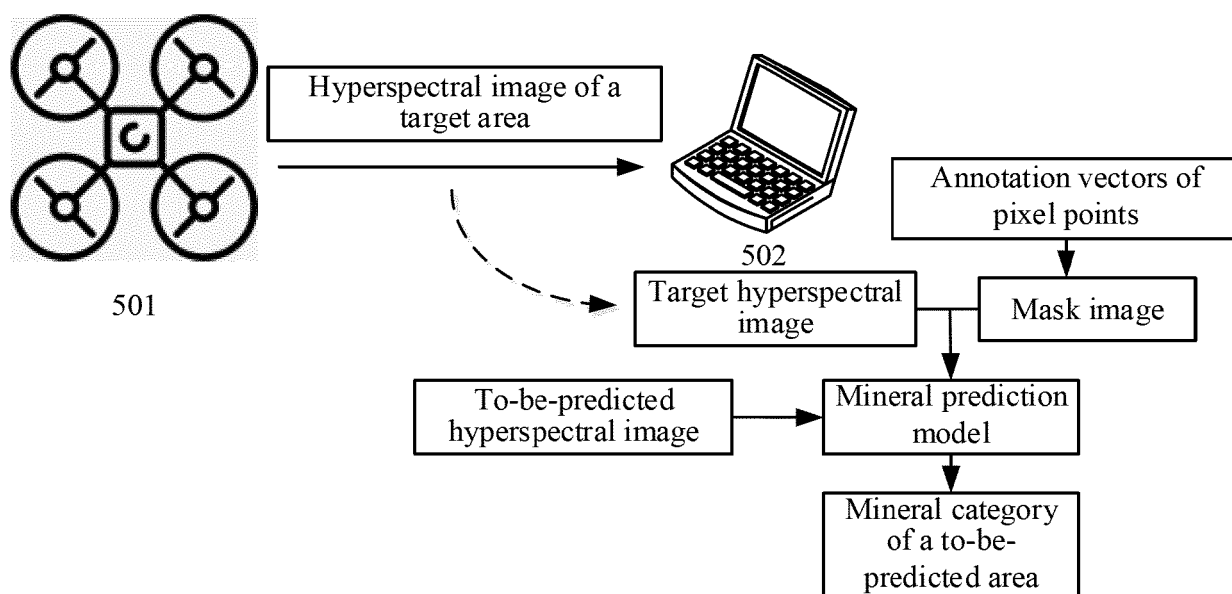 Hyperspectral image of a
target area
501
502
Annotation vectors of
pixel points
Target hyperspectral
image
Mask image
To-be-predicted
hyperspectral image
Mineral prediction
model
Mineral category
of a to-be-
predicted area